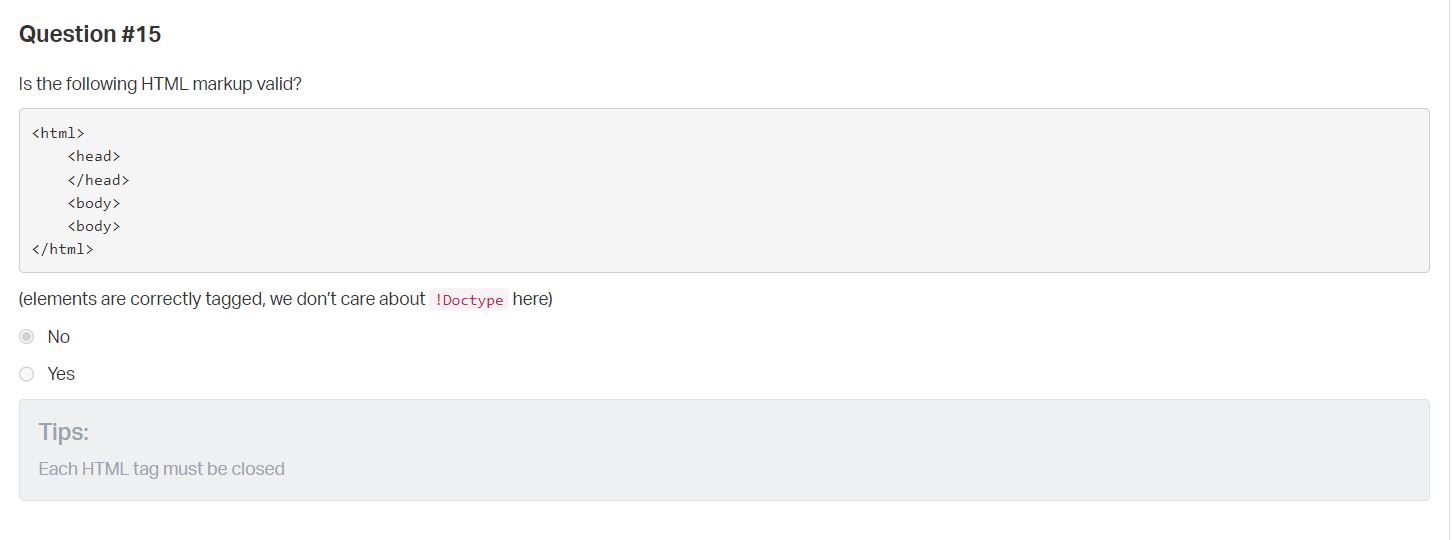 Question #15
Is the following HTML markup valid?
<html>
    <head>
    </head>
    <body>
    <body>
</html>
(elements are correctly tagged, we don't care about !Doctype here)
No
Yes
Tips:
Each HTML tag must be closed